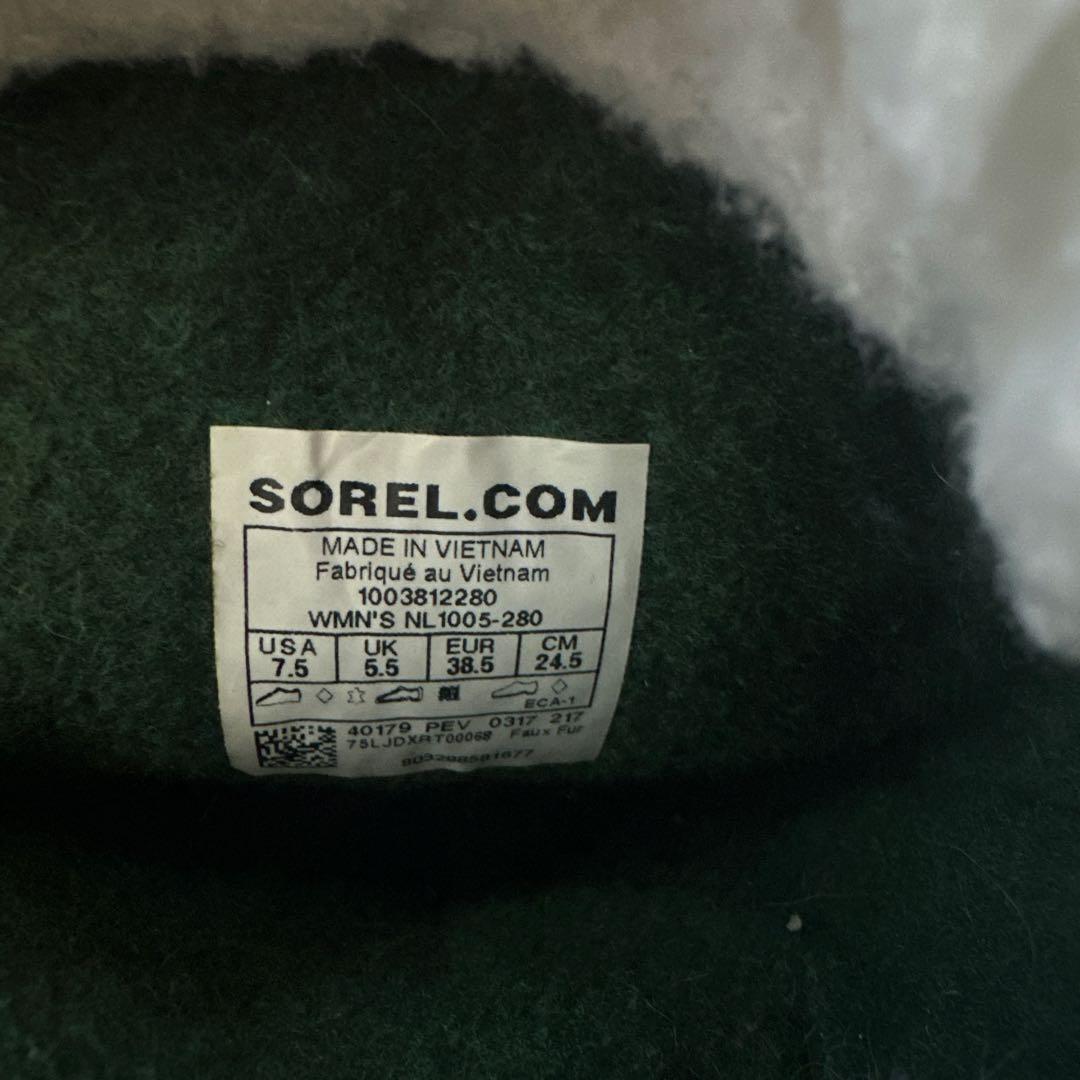 SOREL.COM
MADE IN VIETNAM
Fabriqué au Vietnam
1003812280
WMN'S NL1005-280
USA UK EUR CM
7.5 5.5 38.5 24.5
ECA-1
40179 PEV 0317 217
75LJDXRT00068 Faux Fur